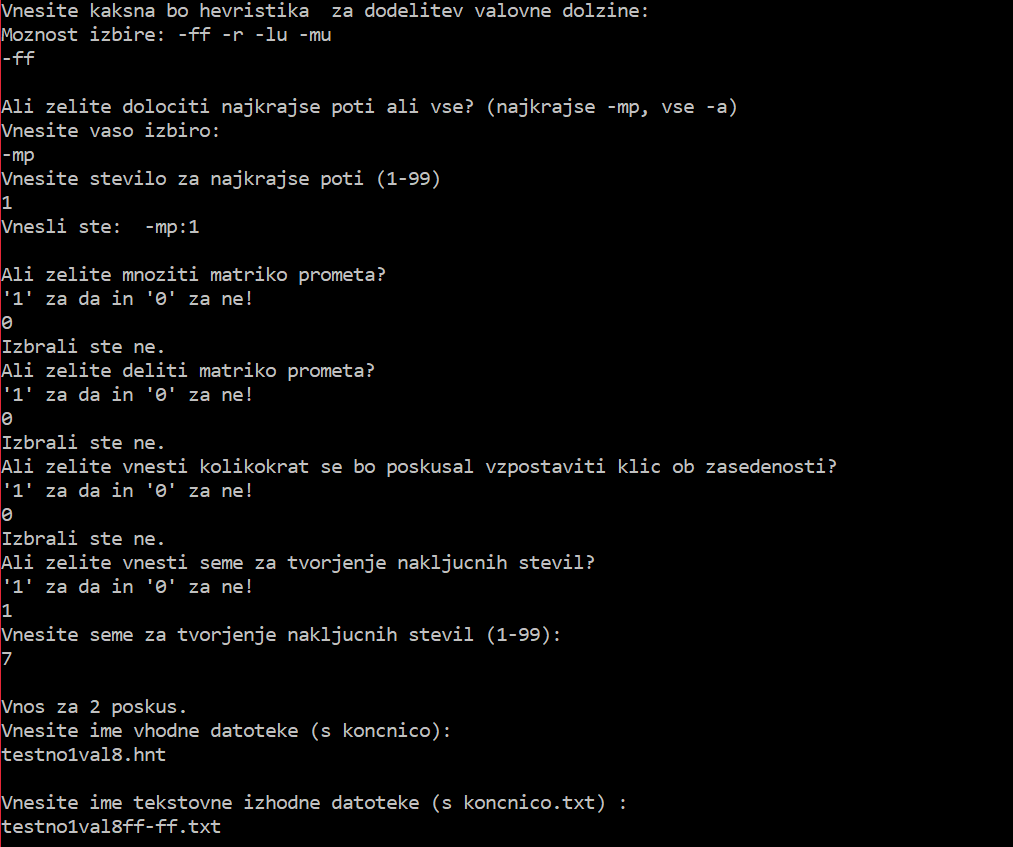 Vnesite kaksna bo hevristika  za dodelitev valovne dolzine:
Moznost izbire: -ff -r -lu -mu
-ff
Ali zelite dolociti najkrajse poti ali vse? (najkrajse -mp, vse -a)
Vnesite vaso izbiro:
-mp
Vnesite stevilo za najkrajse poti (1-99)
1
Vnesli ste:  -mp:1
Ali zelite mnoziti matriko prometa?
'1' za da in '0' za ne!
0
Izbrali ste ne.
Ali zelite deliti matriko prometa?
'1' za da in '0' za ne!
0
Izbrali ste ne.
Ali zelite vnesti kolikokrat se bo poskusal vzpostaviti klic ob zasedenosti?
'1' za da in '0' za ne!
0
Izbrali ste ne.
Ali zelite vnesti seme za tvorjenje nakljucnih stevil?
'1' za da in '0' za ne!
1
Vnesite seme za tvorjenje nakljucnih stevil (1-99):
7
Vnos za 2 poskus.
Vnesite ime vhodne datoteke (s koncnico):
testno1val8.hnt
Vnesite ime tekstovne izhodne datoteke (s koncnico.txt) :
testno1val8ff-ff.txt